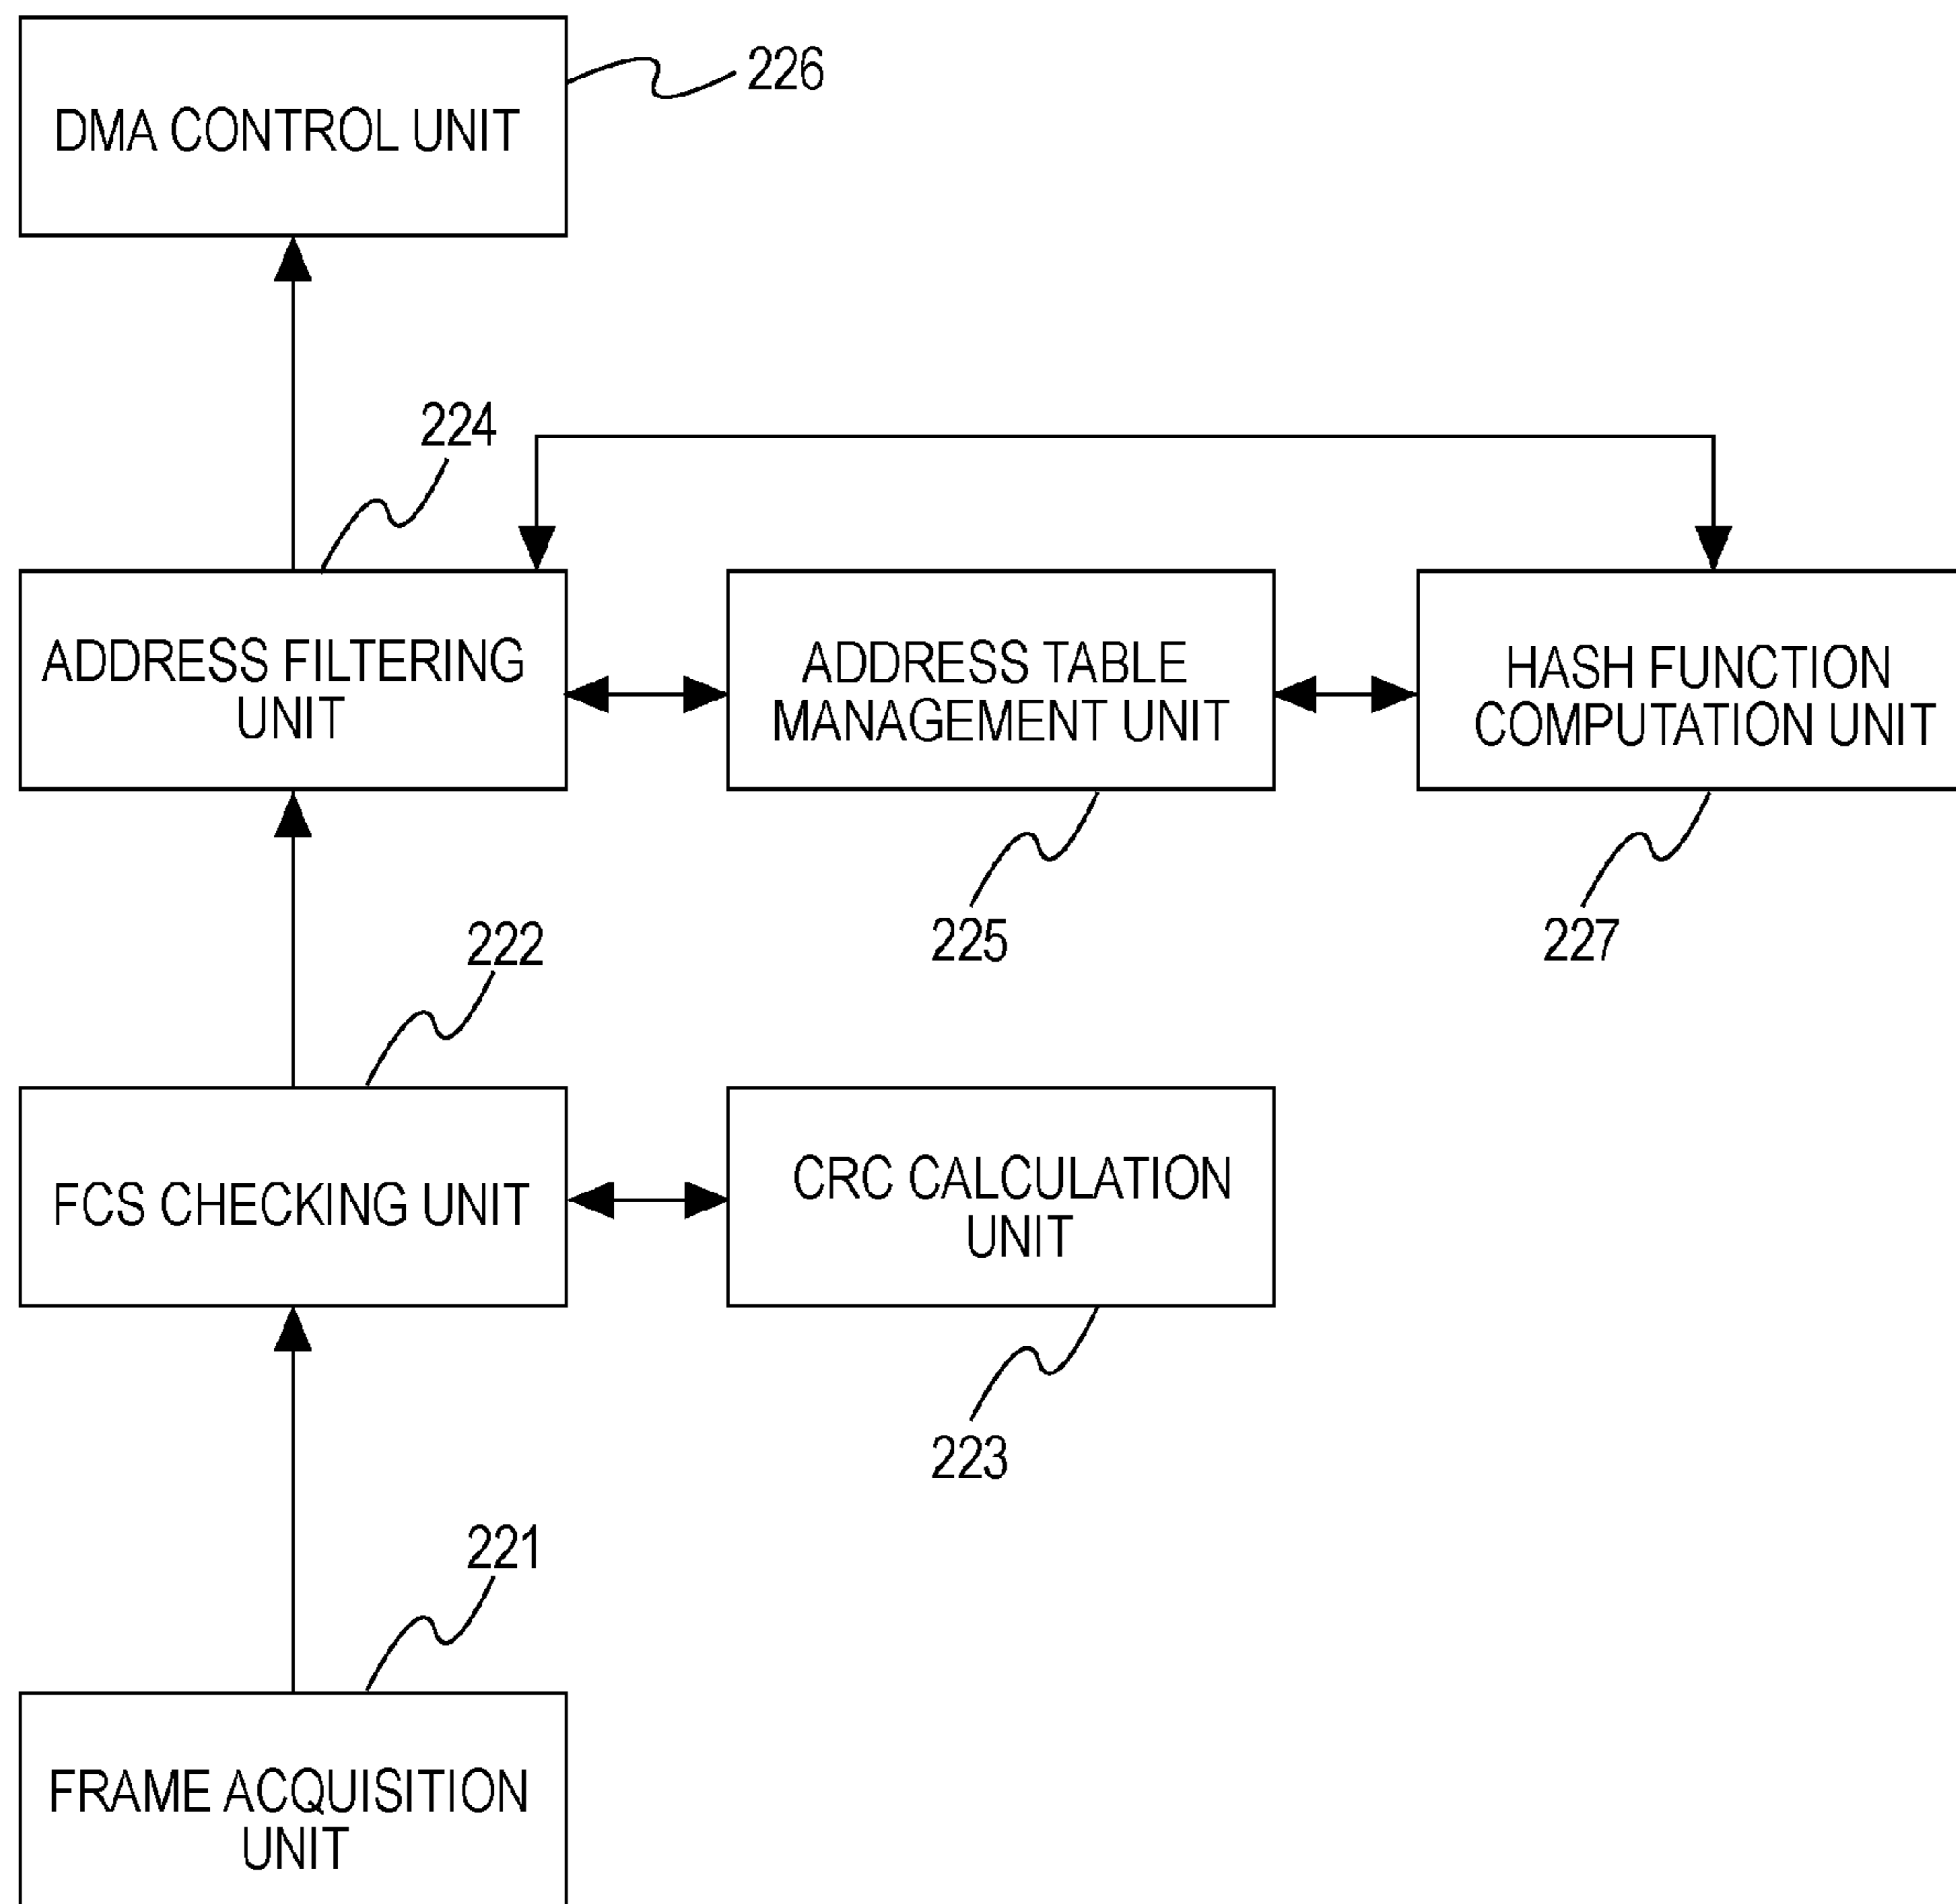 226
DMA CONTROL UNIT
224
ADDRESS FILTERING
UNIT
ADDRESS TABLE
MANAGEMENT UNIT
HASH FUNCTION
COMPUTATION UNIT
225
227
222
FCS CHECKING UNIT
CRC CALCULATION
UNIT
223
221
FRAME ACQUISITION
UNIT